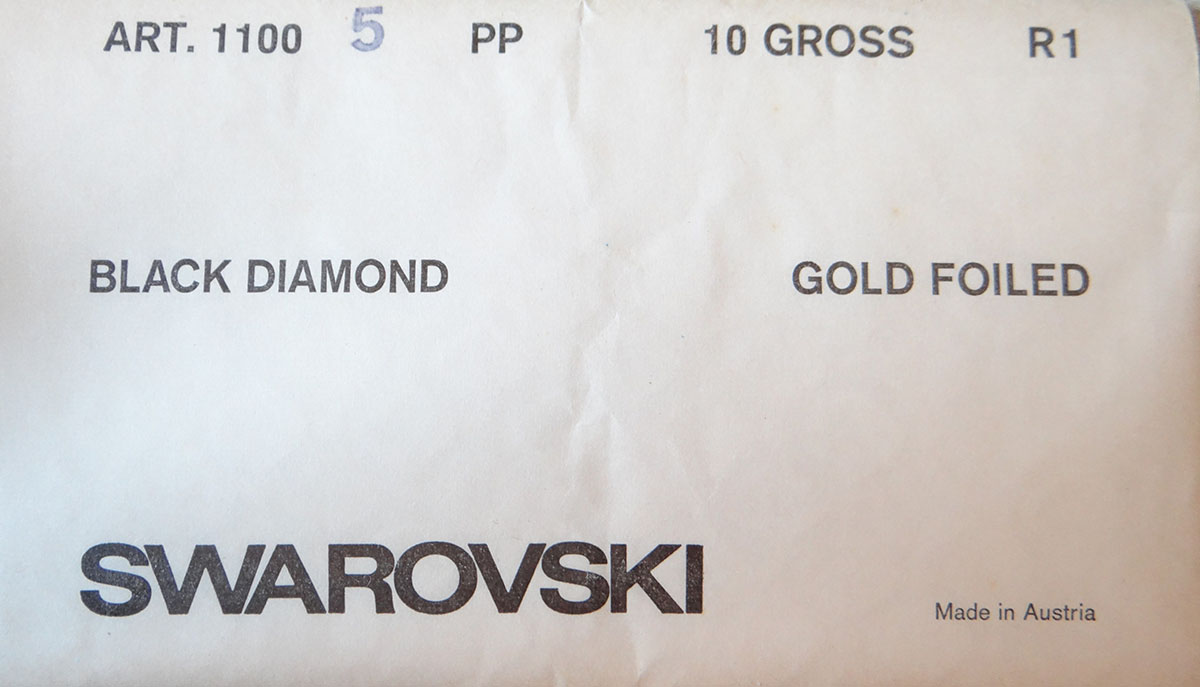 ART. 1100 5 PP 10 GROSS R1
BLACK DIAMOND GOLD FOILED
SWAROVSKI Made in Austria